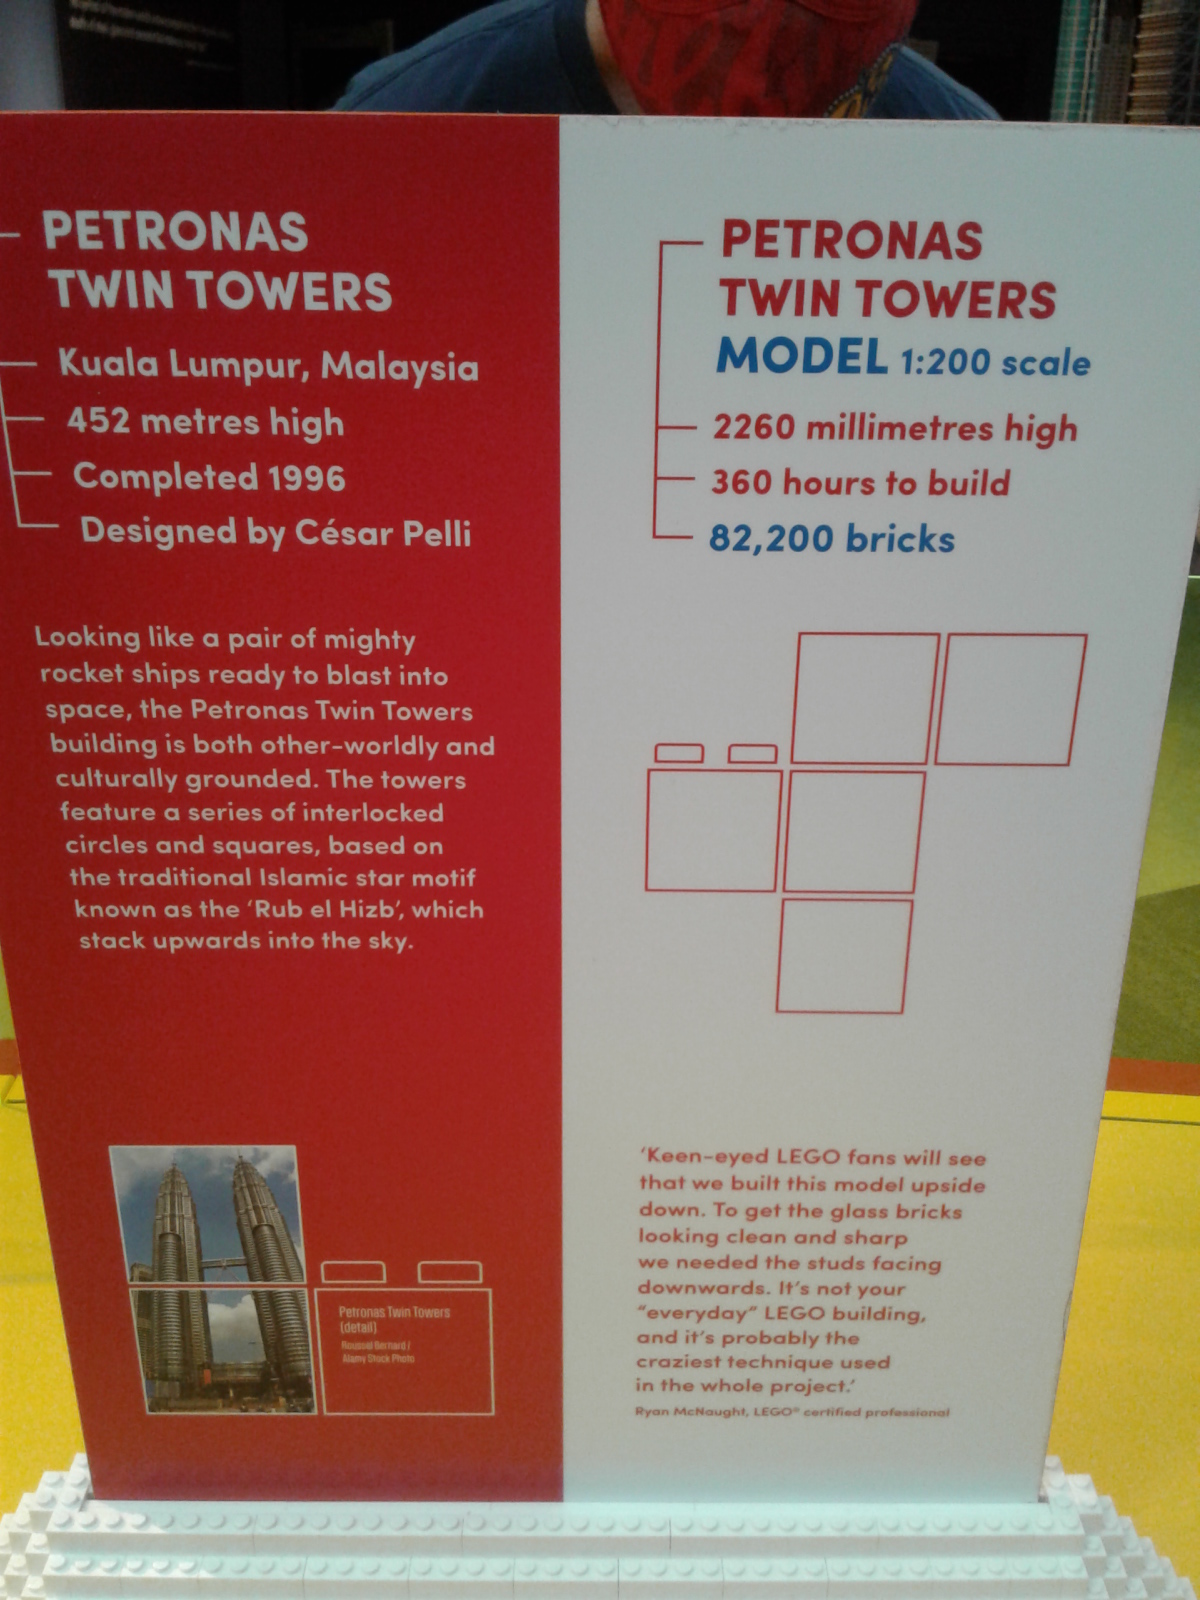 PETRONAS
TWIN TOWERS
Kuala Lumpur, Malaysia
452 metres high
Completed 1996
Designed by César Pelli
Looking like a pair of mighty
rocket ships ready to blast into
space, the Petronas Twin Towers
building is both other-worldly and
culturally grounded. The towers
feature a series of interlocked
circles and squares, based on
the traditional Islamic star motif
known as the ‘Rub el Hizb’, which
stack upwards into the sky.
Petronas Twin Towers
(detail)
Roussel Bernard /
Alamy Stock Photo
PETRONAS
TWIN TOWERS
MODEL 1:200 scale
2260 millimetres high
360 hours to build
82,200 bricks
‘Keen-eyed LEGO fans will see
that we built this model upside
down. To get the glass bricks
looking clean and sharp
we needed the studs facing
downwards. It’s not your
“everyday” LEGO building,
and it’s probably the
craziest technique used
in the whole project.’
Ryan McNaught, LEGO® certified professional